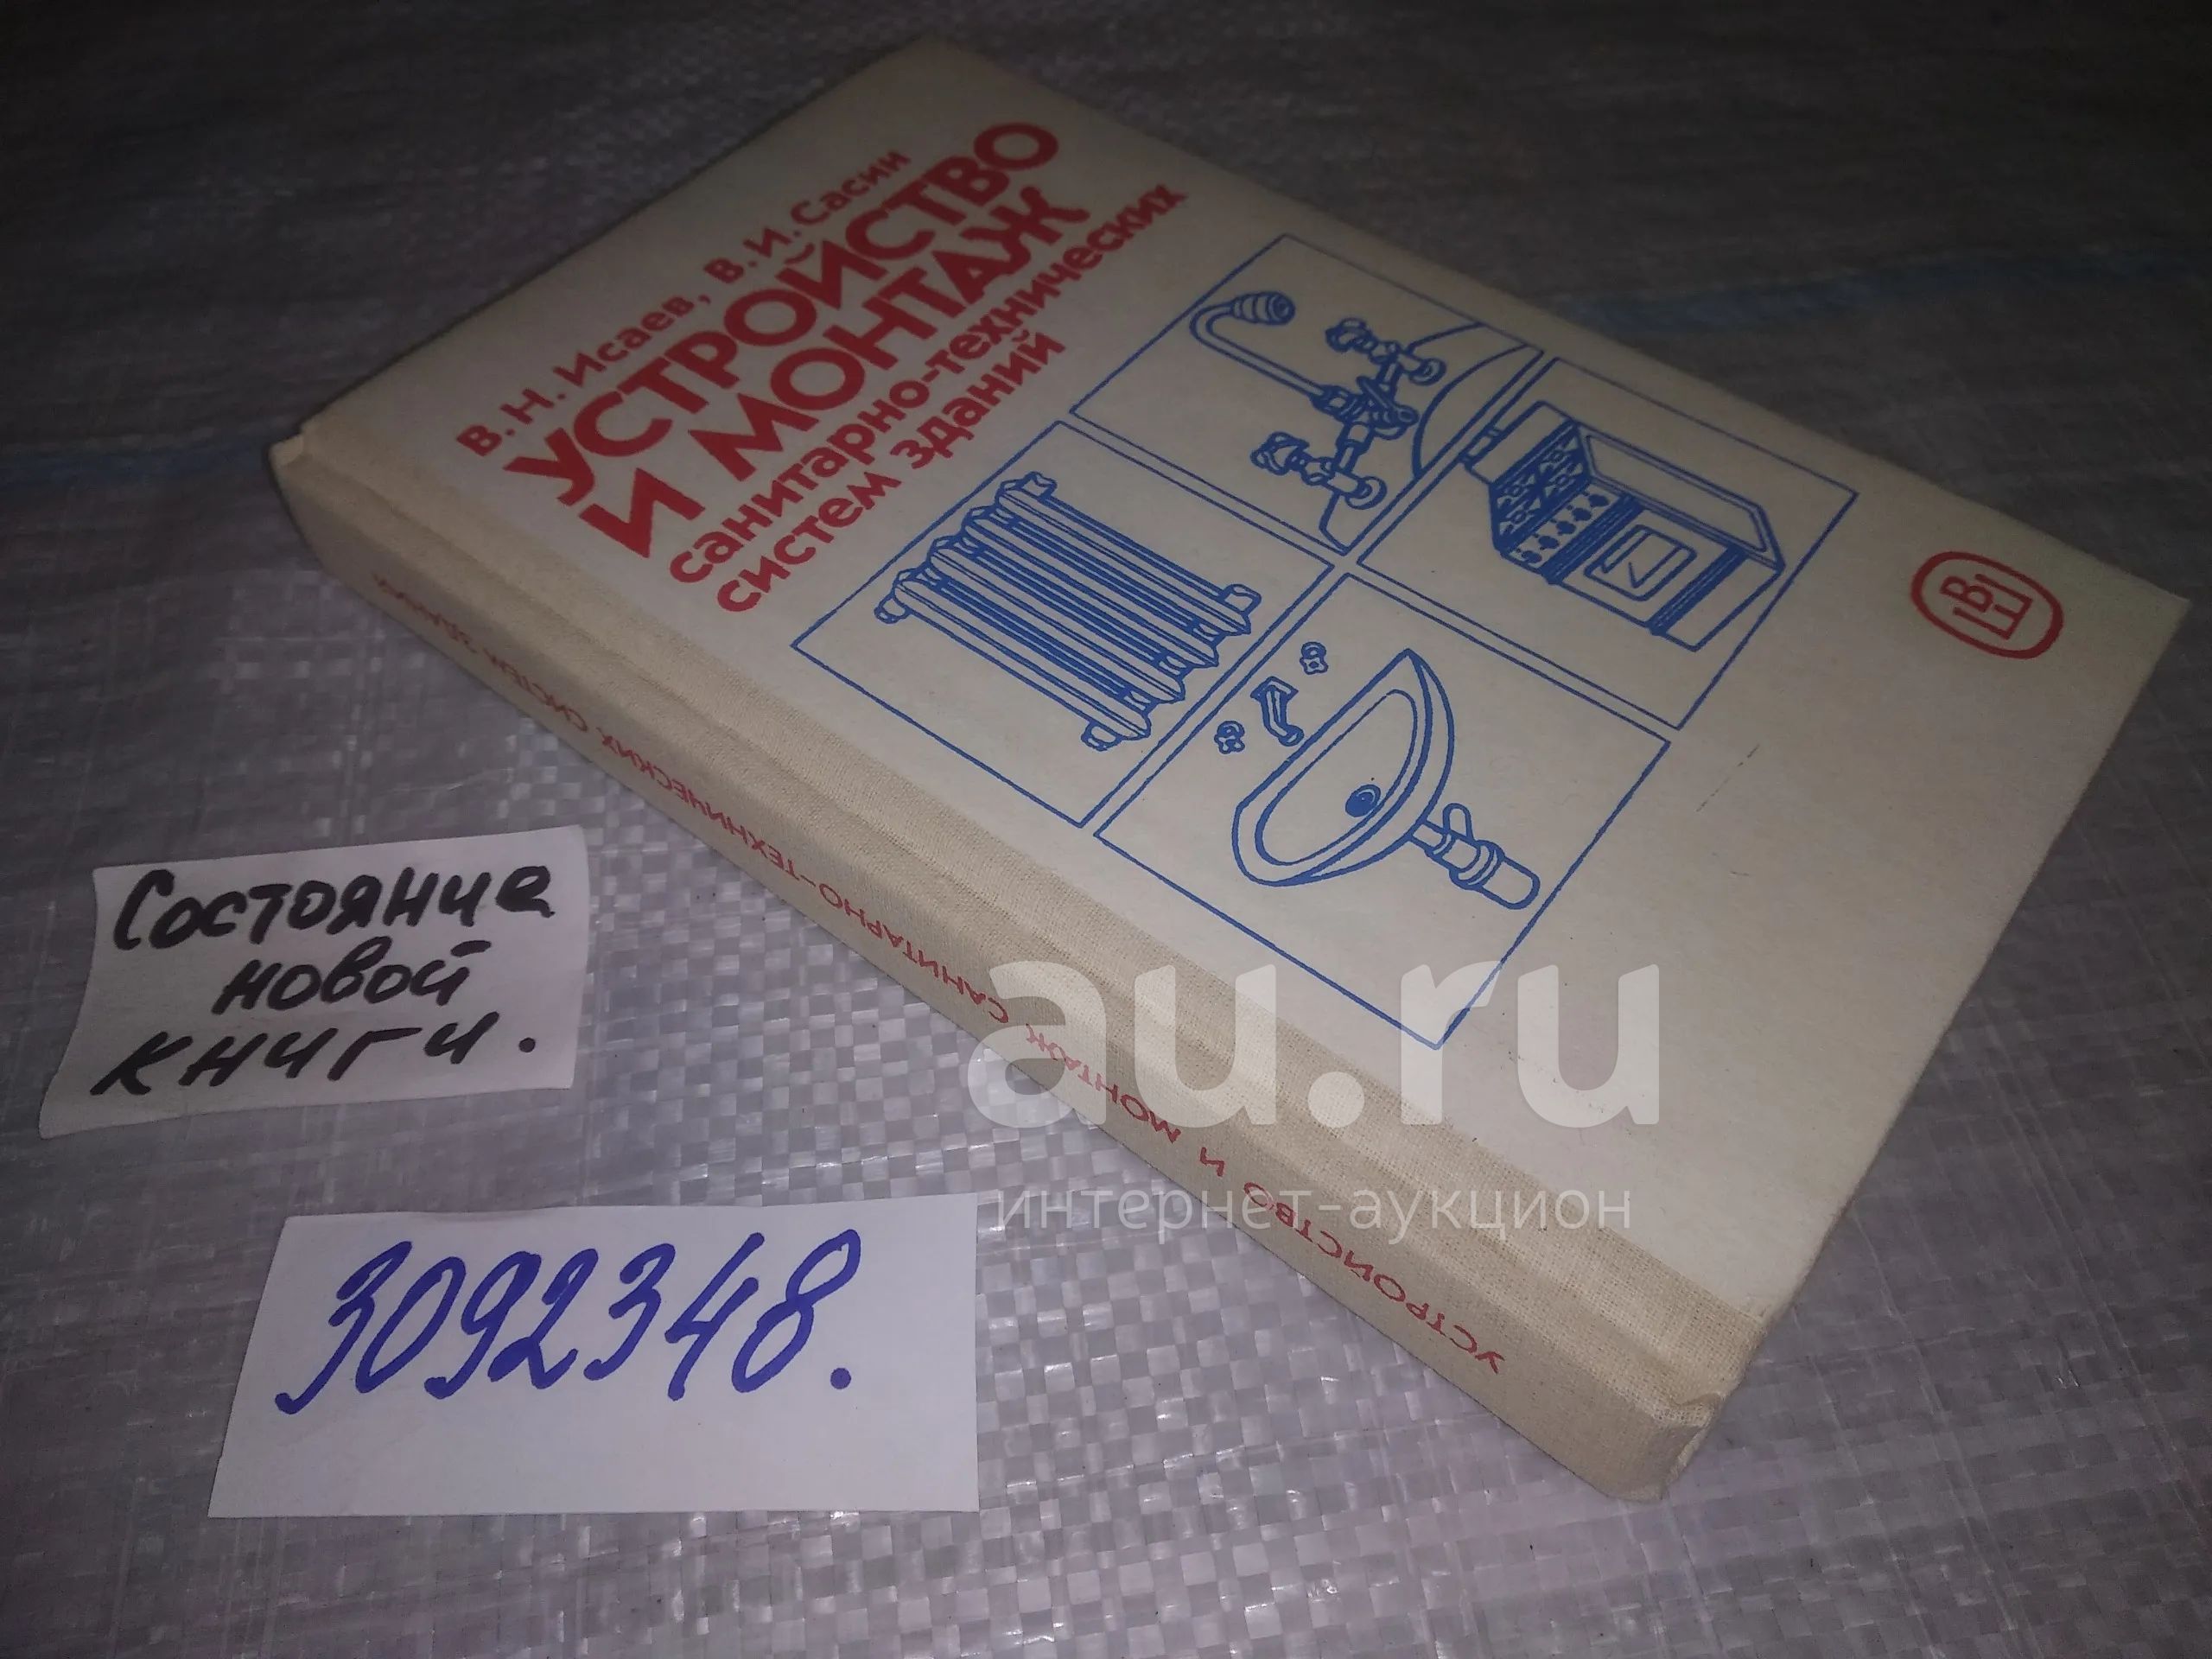 В. Н. Исаев, В. И. Сасин
УСТРОЙСТВО
И МОНТАЖ
санитарно-технических
систем зданий
ВШ
УСТРОЙСТВО И МОНТАЖ САНИТАРНО-ТЕХНИЧЕСКИХ СИСТЕМ ЗДАНИЙ
Состояние
новой
книги.
3092348.
au.ru
интернет-аукцион